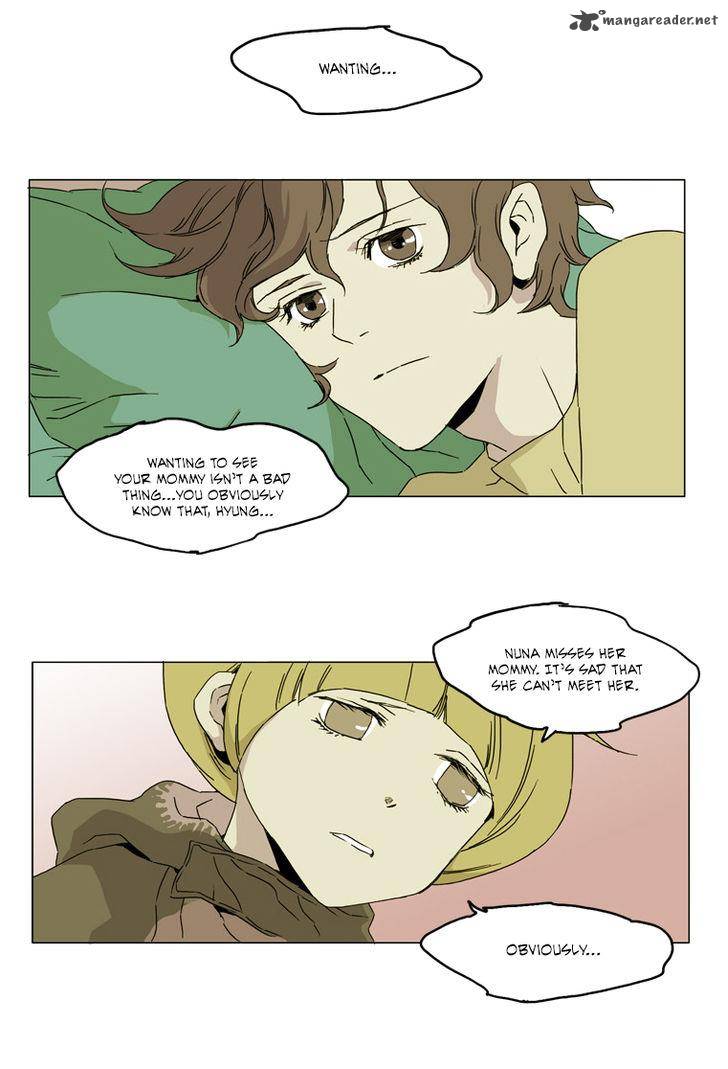 mangareader.net
WANTING...
WANTING TO SEE
YOUR MOMMY ISN'T A BAD
THING...YOU OBVIOUSLY
KNOW THAT, HYUNG...
NUNA MISSES HER
MOMMY. IT'S SAD THAT
SHE CAN'T MEET HER.
OBVIOUSLY...